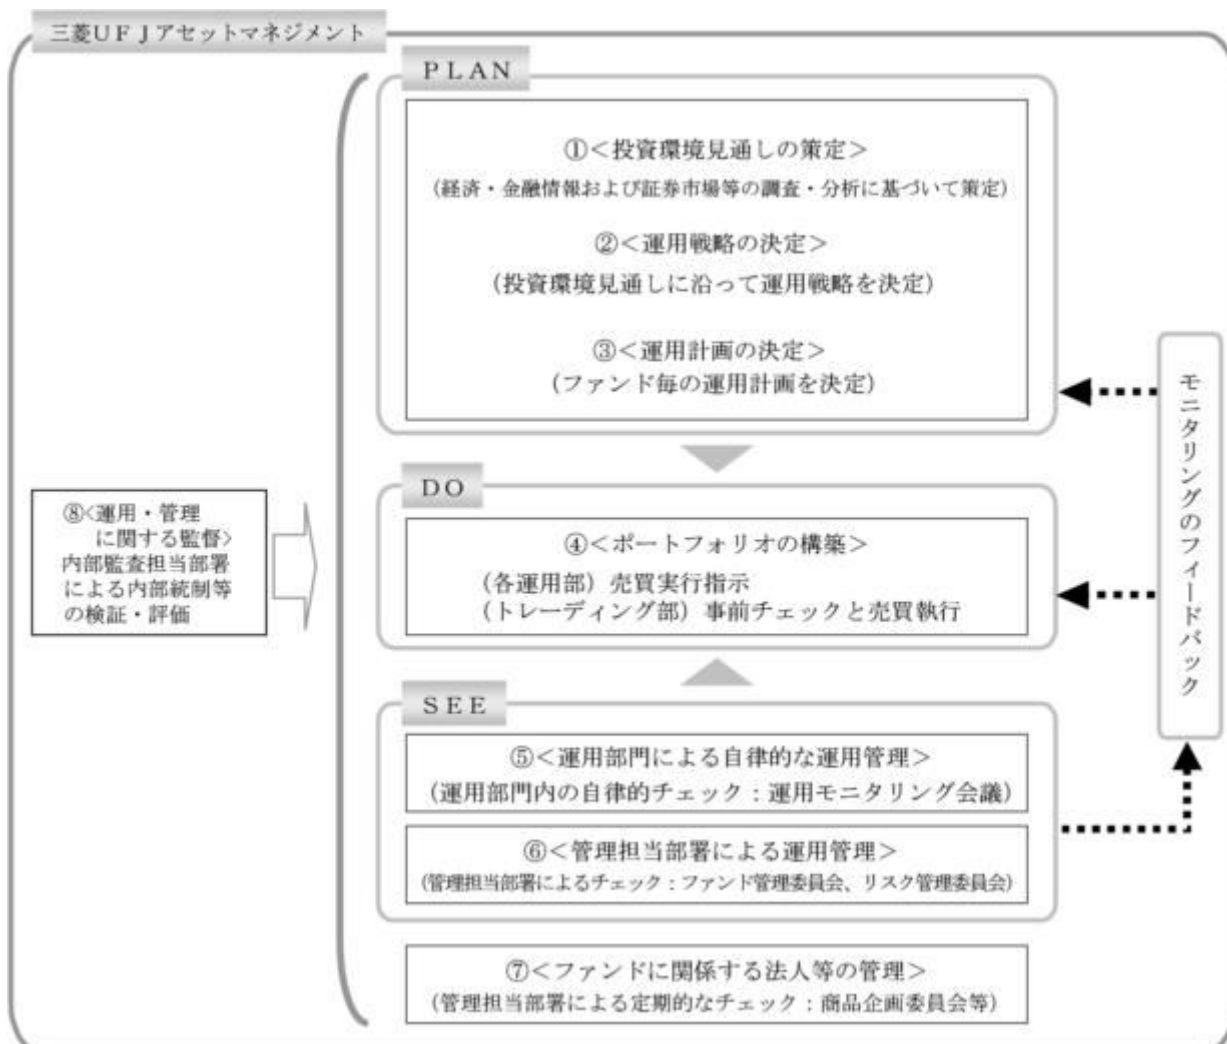 三菱ＵＦＪアセットマネジメント
ＰＬＡＮ
①＜投資環境見通しの策定＞
（経済・金融情報および証券市場等の調査・分析に基づいて策定）
②＜運用戦略の決定＞
（投資環境見通しに沿って運用戦略を決定）
③＜運用計画の決定＞
（ファンド毎の運用計画を決定）
ＤＯ
④＜ポートフォリオの構築＞
（各運用部）売買実行指示
（トレーディング部）事前チェックと売買執行
ＳＥＥ
⑤＜運用部門による自律的な運用管理＞
（運用部門内の自律的チェック：運用モニタリング会議）
⑥＜管理担当部署による運用管理＞
（管理担当部署によるチェック：ファンド管理委員会、リスク管理委員会）
⑦＜ファンドに関係する法人等の管理＞
（管理担当部署による定期的なチェック：商品企画委員会等）
⑧<運用・管理
に関する監督>
内部監査担当部署
による内部統制等
の検証・評価
モニタリングのフィードバック